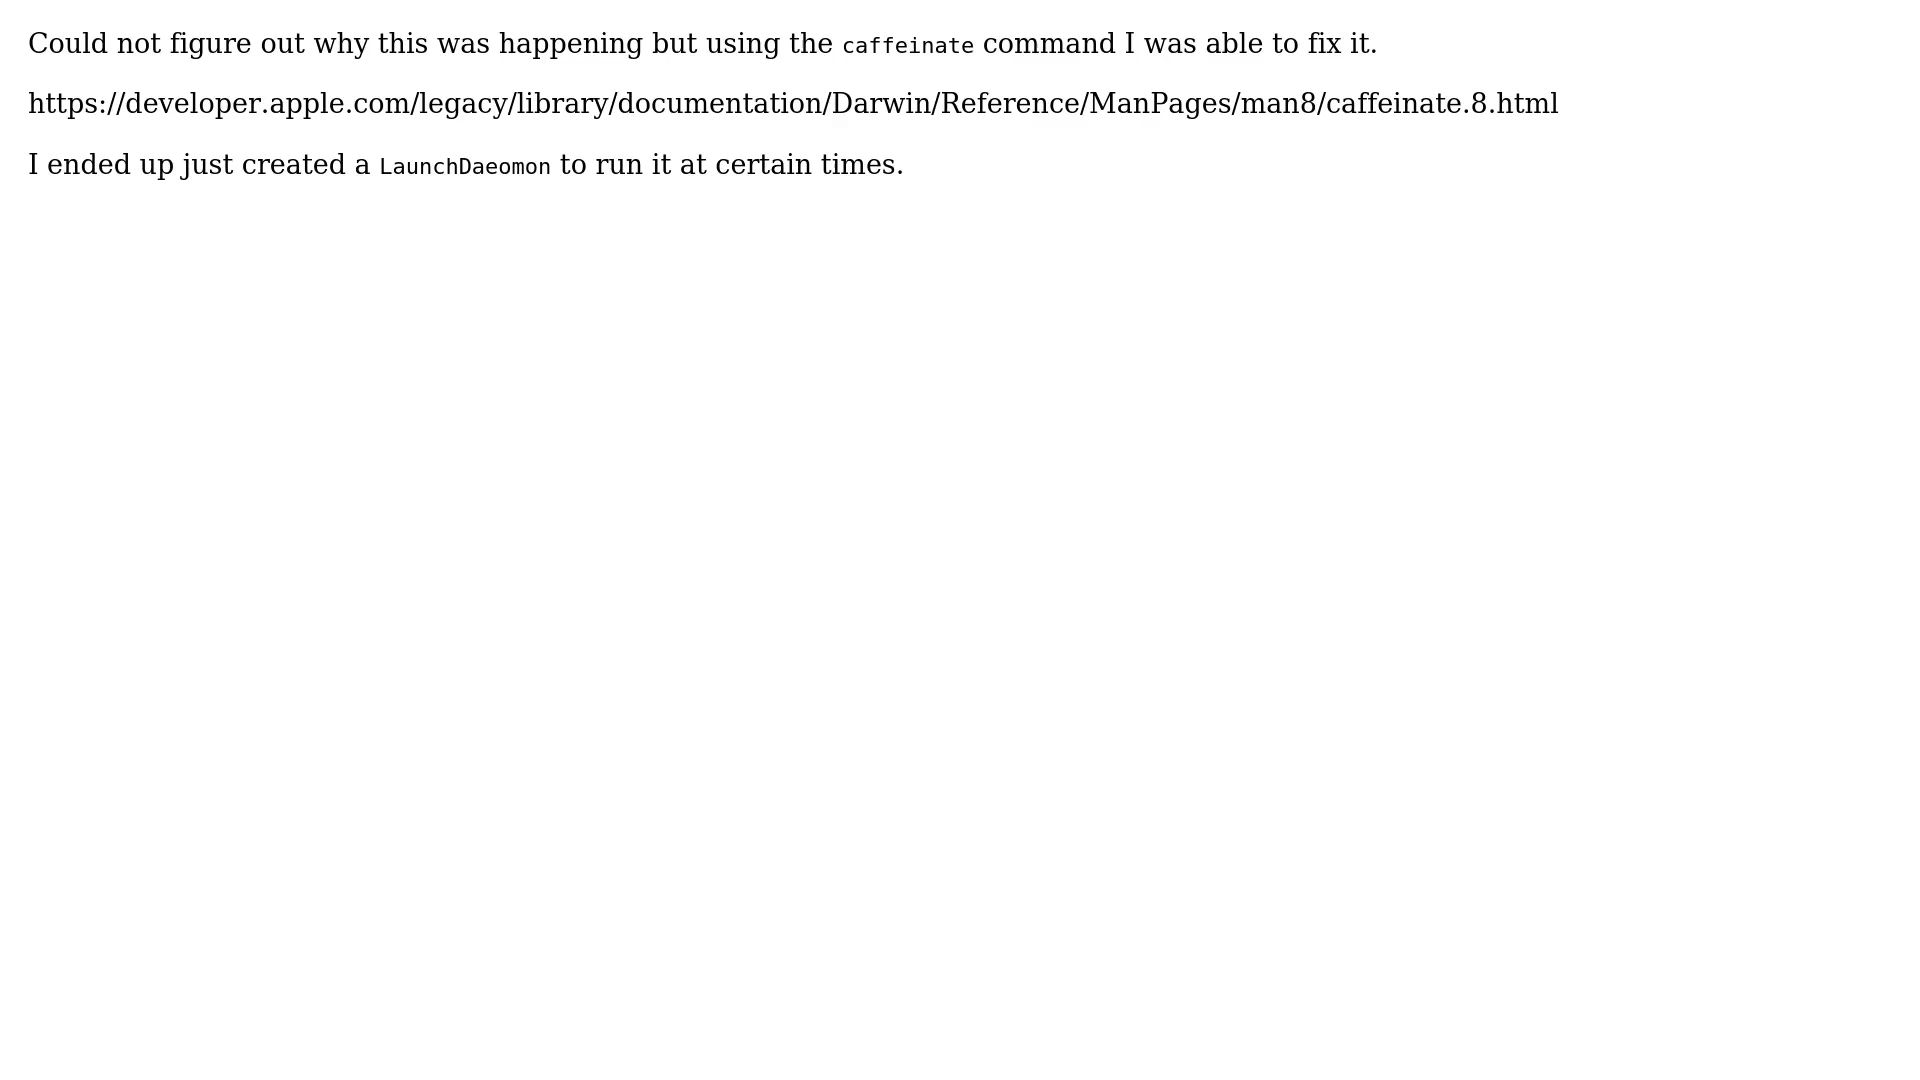 Could not figure out why this was happening but using the caffeinate command I was able to fix it.
https://developer.apple.com/legacy/library/documentation/Darwin/Reference/ManPages/man8/caffeinate.8.html
I ended up just created a LaunchDaeomon to run it at certain times.